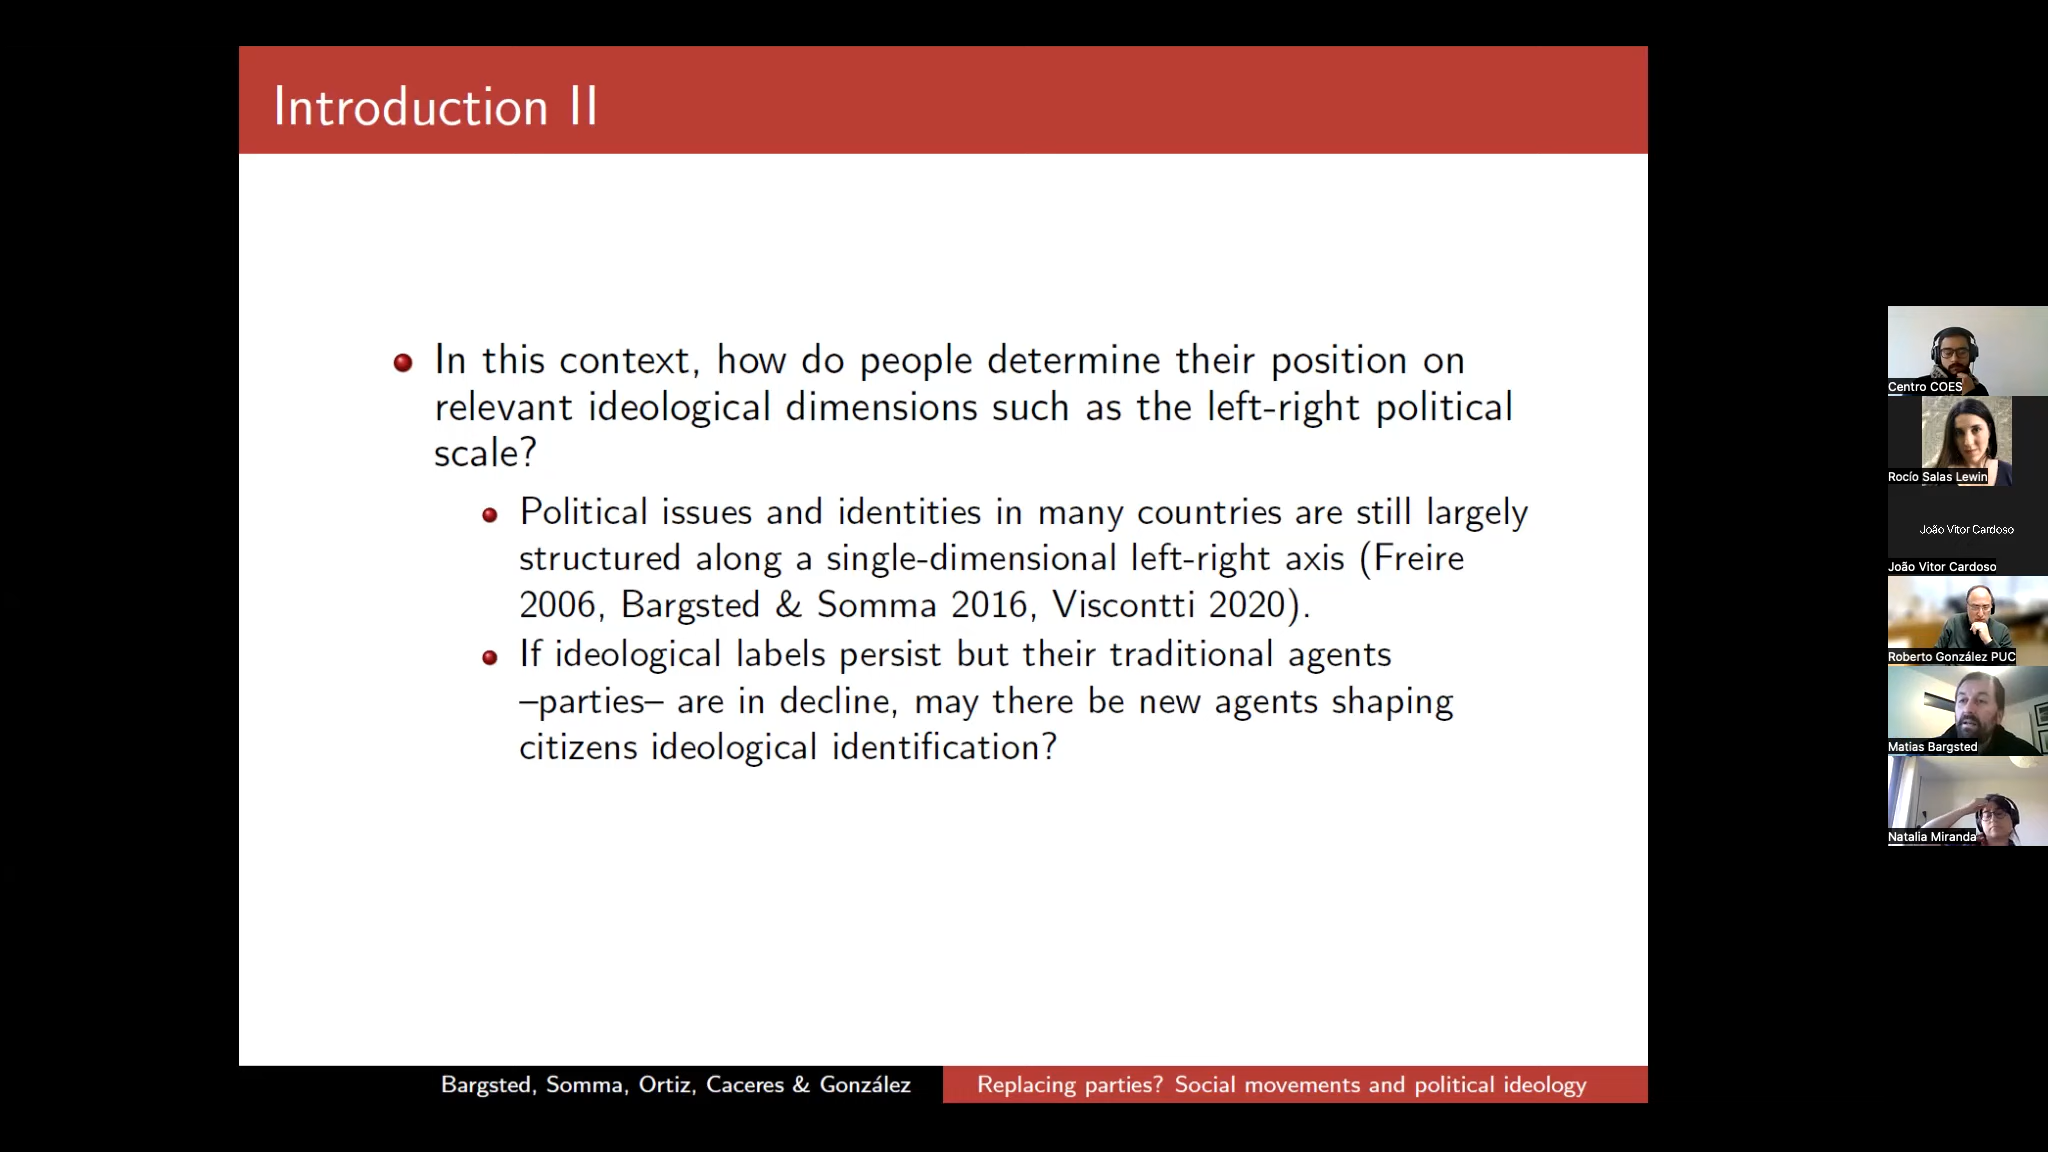 Introduction II
In this context, how do people determine their position on
relevant ideological dimensions such as the left-right political
scale?
Political issues and identities in many countries are still largely
structured along a single-dimensional left-right axis (Freire
2006, Bargsted & Somma 2016, Viscontti 2020).
If ideological labels persist but their traditional agents
–parties– are in decline, may there be new agents shaping
citizens ideological identification?
Bargsted, Somma, Ortiz, Caceres & González
Replacing parties? Social movements and political ideology
Centro COES
Rocío Salas Lewin
João Vitor Cardoso
João Vitor Cardoso
Roberto González PUC
Matias Bargsted
Natalia Miranda